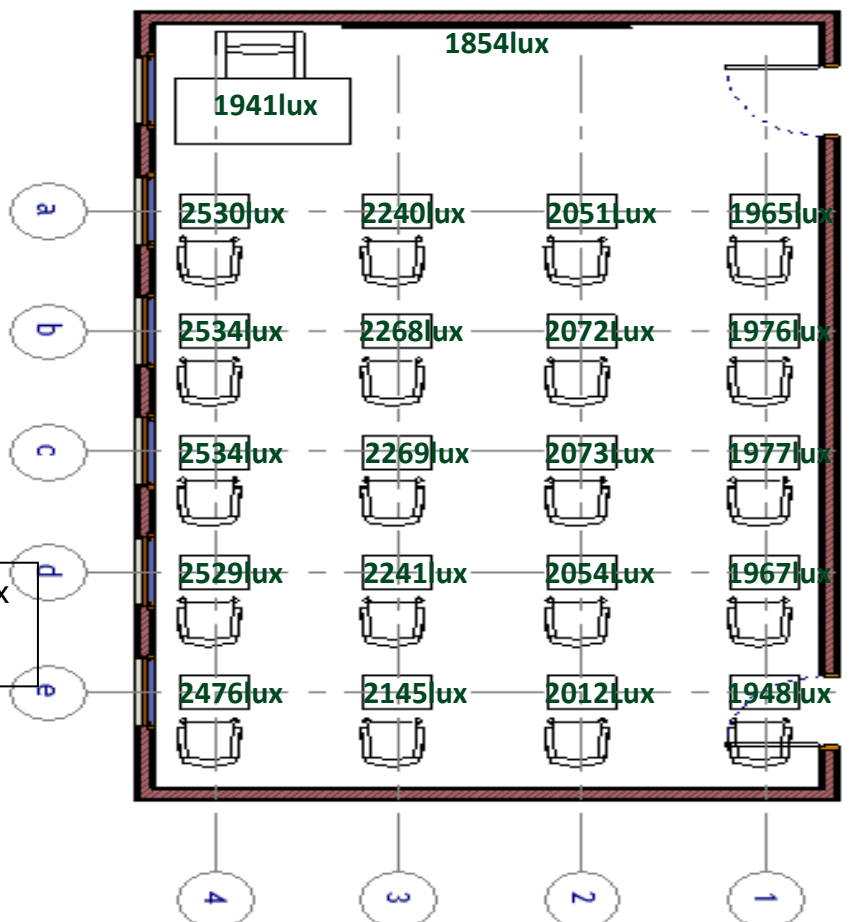 1854lux
1941lux
a 2530lux 2240lux 2051Lux 1965lux
b 2534lux 2268lux 2072Lux 1976lux
c 2534lux 2269lux 2073Lux 1977lux
d 2529lux 2241lux 2054Lux 1967lux
x
e 2476lux 2145lux 2012Lux 1948lux
4 3 2 1